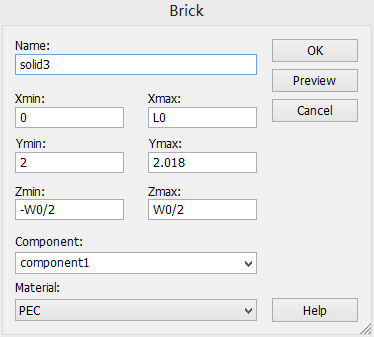 Brick
Name:
OK
solid3
Preview
Xmin:
Xmax:
Cancel
0
L0
Ymin:
Ymax:
2
2.018
Zmin:
Zmax:
-W0/2
W0/2
Component:
component1
Material:
PEC
Help